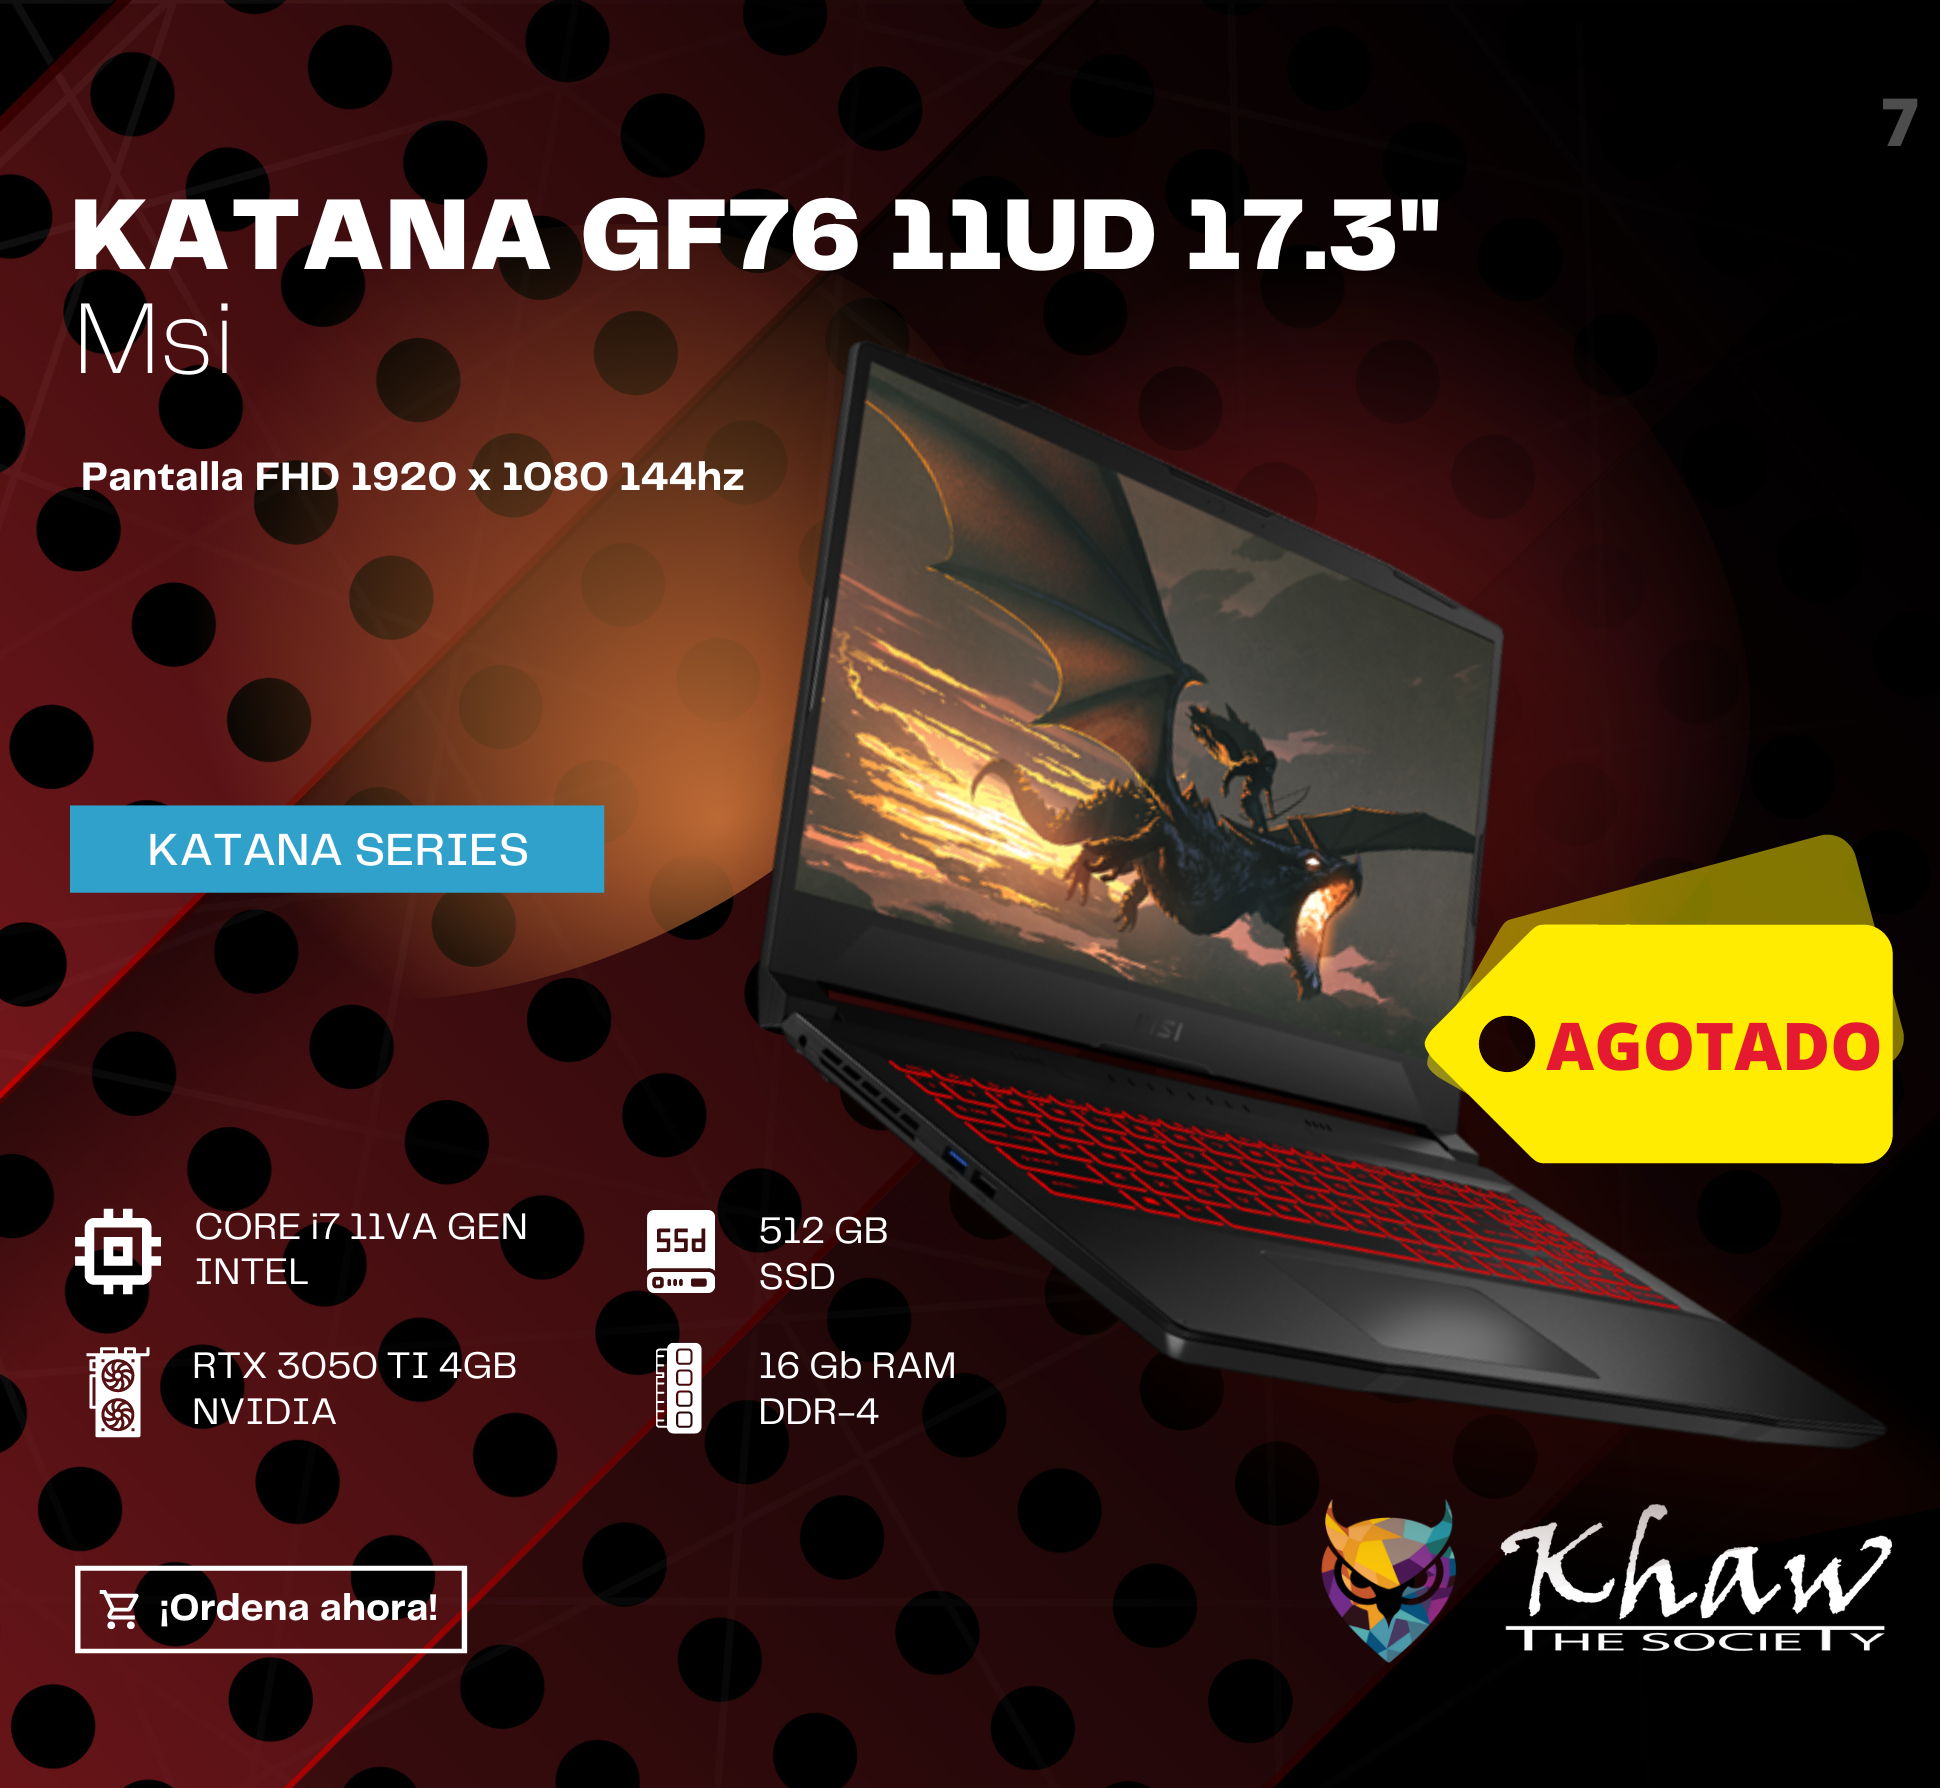 7
KATANA GF76 11UD 17.3"
Msi
Pantalla FHD 1920 x 1080 144hz
KATANA SERIES
AGOTADO
msi
CORE i7 11VA GEN
INTEL
ssd
512 GB
SSD
RTX 3050 TI 4GB
NVIDIA
16 Gb RAM
DDR-4
¡Ordena ahora!
Khaw
THE SOCIETY